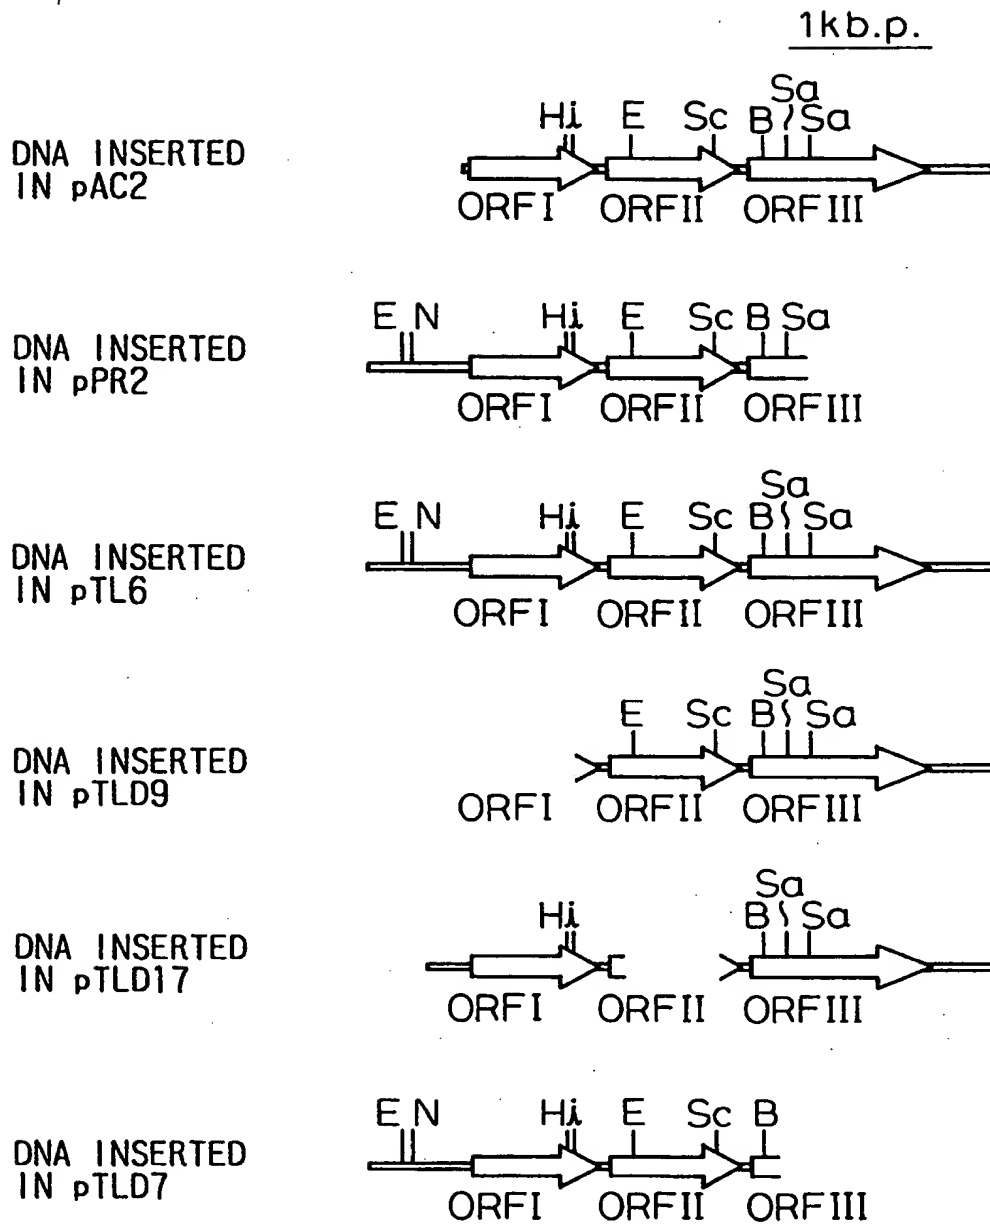 1kb.p.
Sa
Hi E Sc B Sa
DNA INSERTED
IN pAC2
ORFI ORFII ORFIII
E N Hi E Sc B Sa
DNA INSERTED
IN pPR2
ORFI ORFII ORFIII
Sa
E N Hi E Sc B Sa
DNA INSERTED
IN pTL6
ORFI ORFII ORFIII
Sa
E Sc B Sa
DNA INSERTED
IN pTLD9
ORFI ORFII ORFIII
Sa
Hi B Sa
DNA INSERTED
IN pTLD17
ORFI ORFII ORFIII
E N Hi E Sc B
DNA INSERTED
IN pTLD7
ORFI ORFII ORFIII